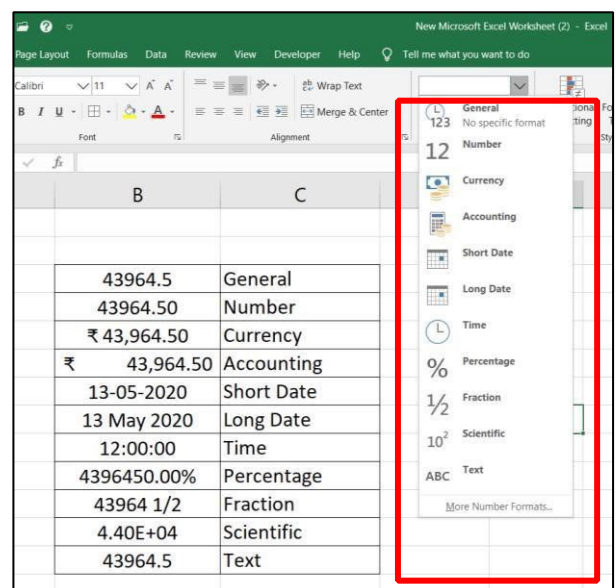 New Microsoft Excel Worksheet (2) - Excel
Page Layout Formulas Data Review View Developer Help Tell me what you want to do
Calibri 11 A A ab Wrap Text
B I U A Merge & Center
Font Alignment
fx
B C
43964.5 General
43964.50 Number
₹ 43,964.50 Currency
₹ 43,964.50 Accounting
13-05-2020 Short Date
13 May 2020 Long Date
12:00:00 Time
4396450.00% Percentage
43964 1/2 Fraction
4.40E+04 Scientific
43964.5 Text
123 General
No specific format
12 Number
Currency
Accounting
Short Date
Long Date
Time
% Percentage
1/2 Fraction
10² Scientific
ABC Text
More Number Formats...